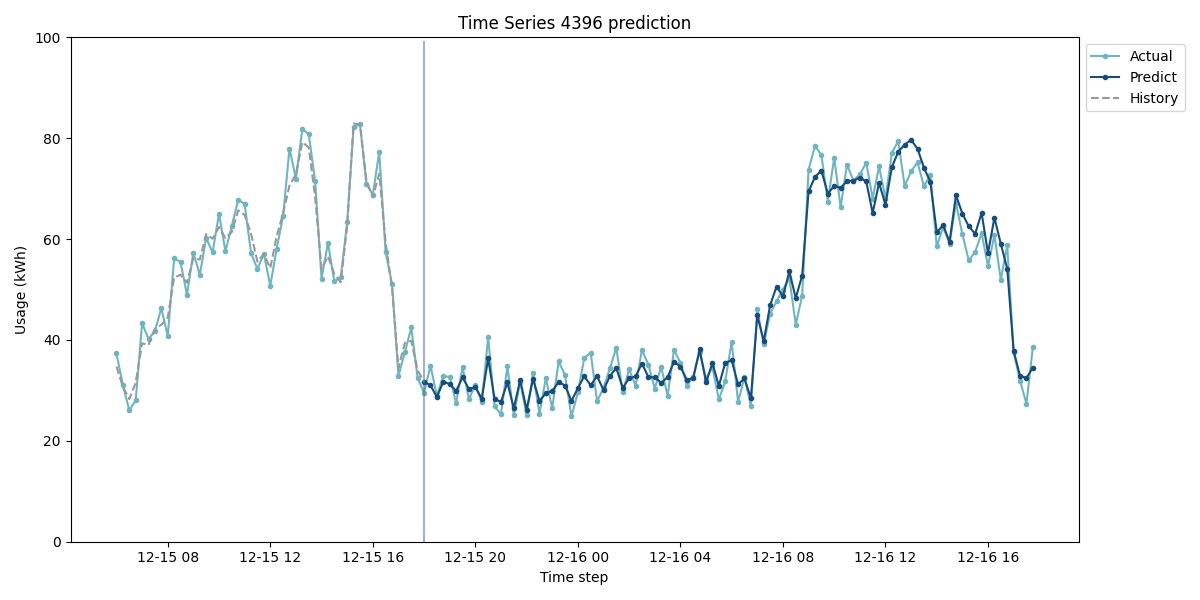 Time Series 4396 prediction
100
80
60
40
20
0
Usage (kWh)
12-15 08
12-15 12
12-15 16
12-15 20
12-16 00
12-16 04
12-16 08
12-16 12
12-16 16
Time step
Actual
Predict
History